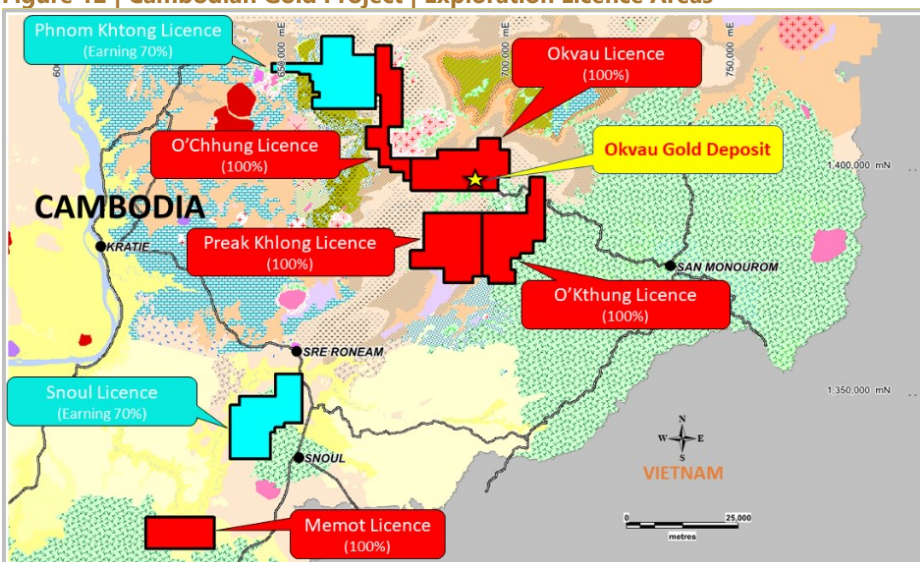 Figure 12 | Cambodian Gold Project | Exploration Licence Areas
Phnom Khtong Licence
(Earning 70%)
650,000 mE
700,000 mE
750,000 mE
Okvau Licence
(100%)
O'Chhung Licence
(100%)
Okvau Gold Deposit
1,400,000 mN
CAMBODIA
KRATIE
Preak Khlong Licence
(100%)
SAN MONOUROM
O'Kthung Licence
(100%)
SRE RONEAM
Snoul Licence
(Earning 70%)
1,350,000 mN
N
W E
S
VIETNAM
SNOUL
Memot Licence
(100%)
0 25,000
metres